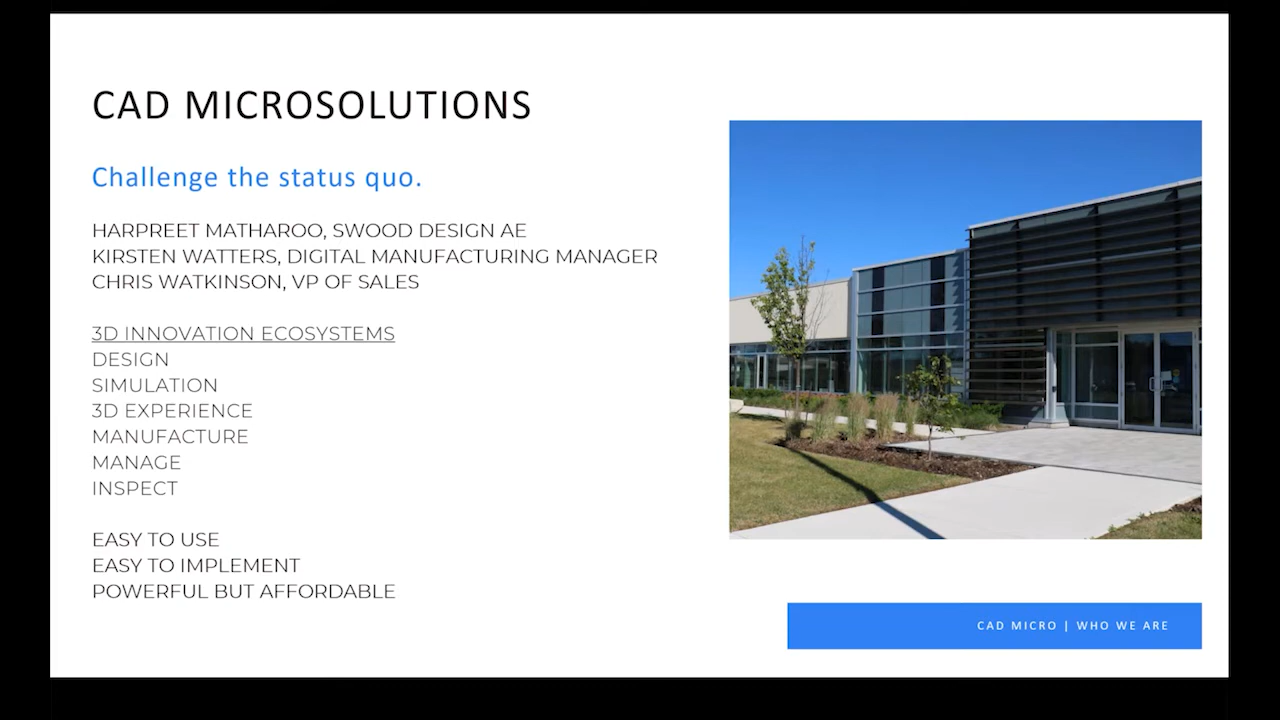 CAD MICROSOLUTIONS
Challenge the status quo.
HARPREET MATHAROO, SWOOD DESIGN AE
KIRSTEN WATTERS, DIGITAL MANUFACTURING MANAGER
CHRIS WATKINSON, VP OF SALES
3D INNOVATION ECOSYSTEMS
DESIGN
SIMULATION
3D EXPERIENCE
MANUFACTURE
MANAGE
INSPECT
EASY TO USE
EASY TO IMPLEMENT
POWERFUL BUT AFFORDABLE
CAD MICRO | WHO WE ARE